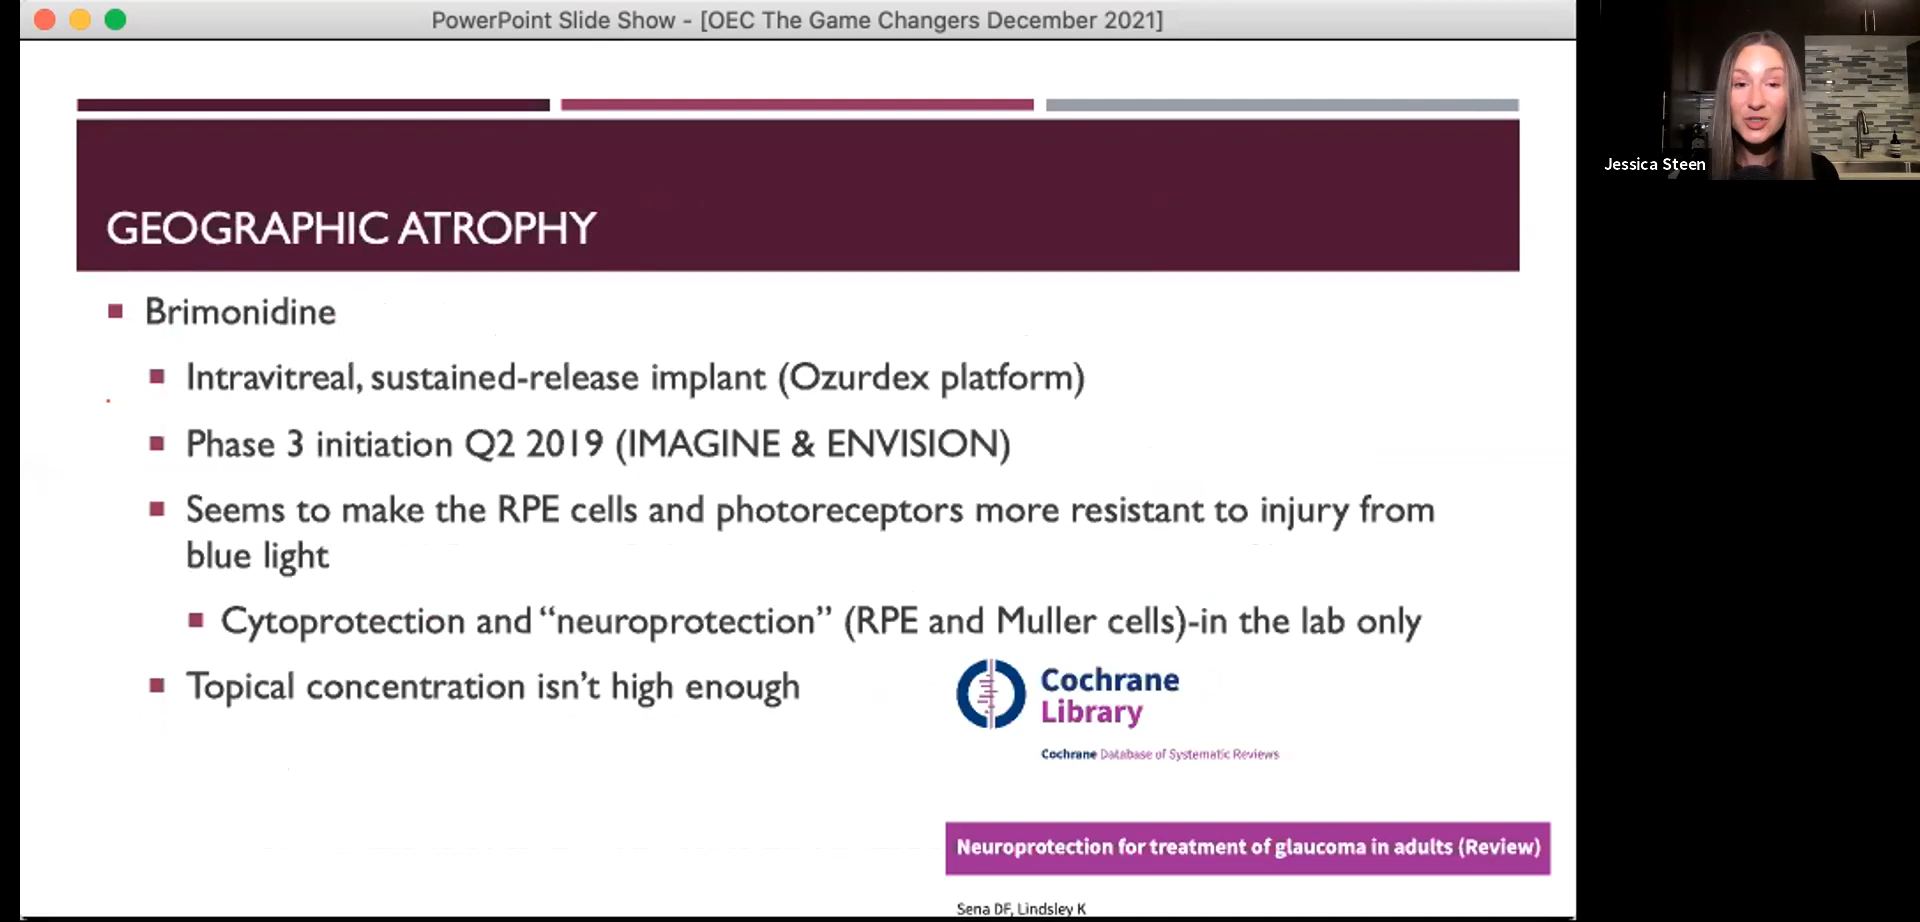 PowerPoint Slide Show - [OEC The Game Changers December 2021]
Jessica Steen
GEOGRAPHIC ATROPHY
Brimonidine
Intravitreal, sustained-release implant (Ozurdex platform)
Phase 3 initiation Q2 2019 (IMAGINE & ENVISION)
Seems to make the RPE cells and photoreceptors more resistant to injury from
blue light
Cytoprotection and “neuroprotection” (RPE and Muller cells)-in the lab only
Topical concentration isn’t high enough
Cochrane
Library
Cochrane Database of Systematic Reviews
Neuroprotection for treatment of glaucoma in adults (Review)
Sena DF, Lindsley K